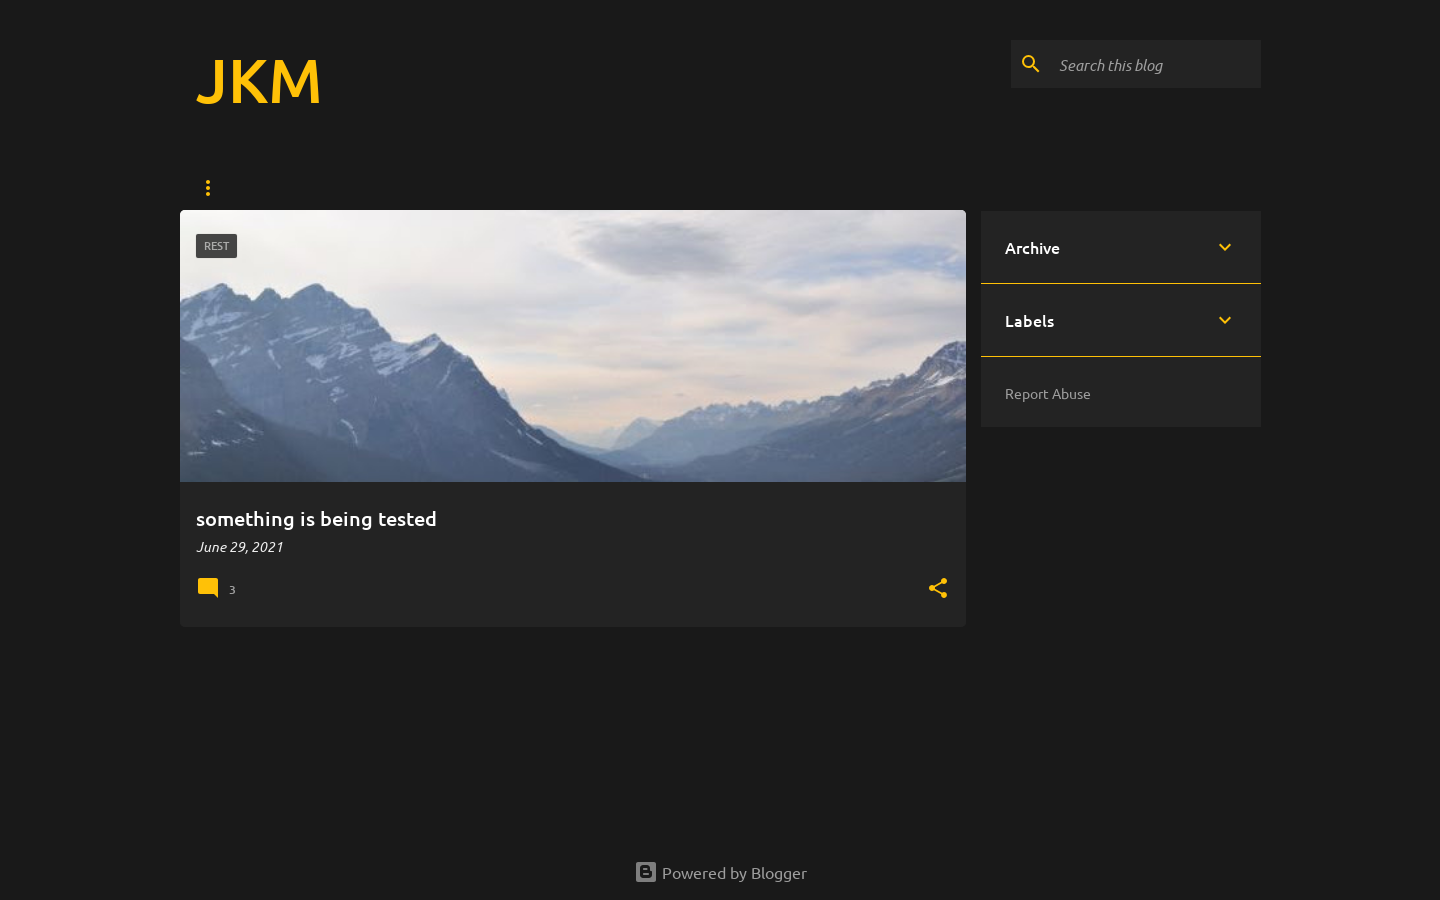 JKM
Search this blog
REST
Archive
Labels
Report Abuse
something is being tested
June 29, 2021
3
Powered by Blogger